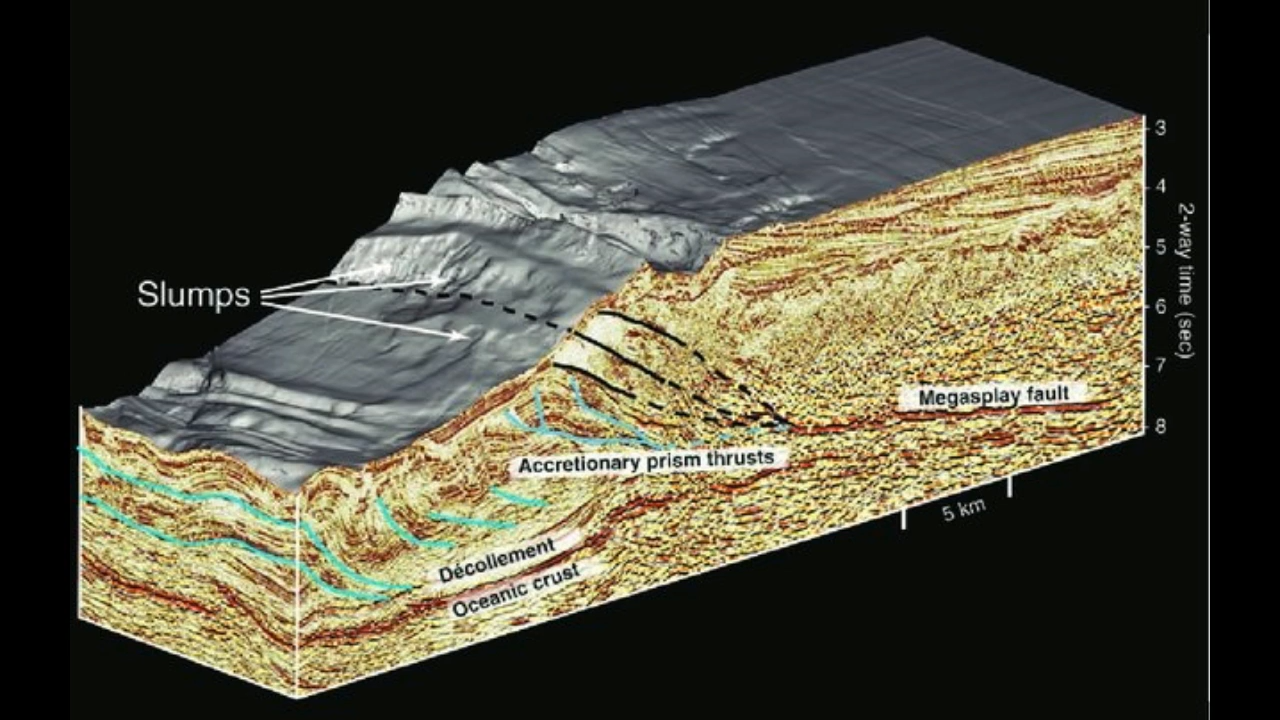 3
4
5
6
7
8
2-way time (sec)
Slumps
Megasplay fault
Accretionary prism thrusts
5 km
Décollement
Oceanic crust